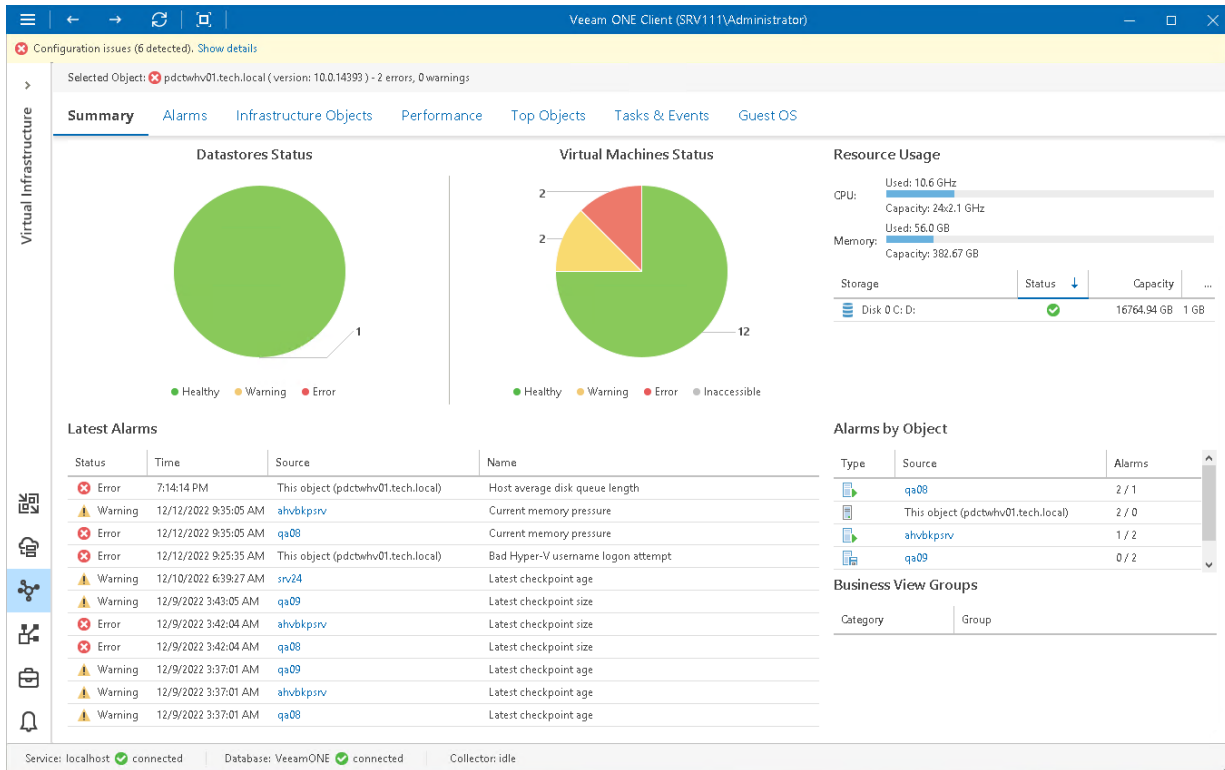 Veeam ONE Client (SRV111\Administrator)
Configuration issues (6 detected). Show details
Selected Object: pdctwhv01.tech.local ( version: 10.0.14393 ) - 2 errors, 0 warnings
Virtual Infrastructure
Summary Alarms Infrastructure Objects Performance Top Objects Tasks & Events Guest OS
Datastores Status
1
Healthy Warning Error
Virtual Machines Status
2
2
12
Healthy Warning Error Inaccessible
Resource Usage
Used: 10.6 GHz
CPU:
Capacity: 24x2.1 GHz
Used: 56.0 GB
Memory:
Capacity: 382.67 GB
Storage Status ↓ Capacity ...
Disk 0 C: D: 16764.94 GB 1 GB
Latest Alarms
Status Time Source Name
Error 7:14:14 PM This object (pdctwhv01.tech.local) Host average disk queue length
Warning 12/12/2022 9:35:05 AM ahvbkpsrv Current memory pressure
Error 12/12/2022 9:35:05 AM qa08 Current memory pressure
Error 12/12/2022 9:25:35 AM This object (pdctwhv01.tech.local) Bad Hyper-V username logon attempt
Warning 12/10/2022 6:39:27 AM srv24 Latest checkpoint age
Warning 12/9/2022 3:43:05 AM qa09 Latest checkpoint size
Error 12/9/2022 3:42:04 AM ahvbkpsrv Latest checkpoint size
Error 12/9/2022 3:42:04 AM qa08 Latest checkpoint size
Warning 12/9/2022 3:37:01 AM qa09 Latest checkpoint age
Warning 12/9/2022 3:37:01 AM ahvbkpsrv Latest checkpoint age
Warning 12/9/2022 3:37:01 AM qa08 Latest checkpoint age
Alarms by Object
Type Source Alarms
qa08 2 / 1
This object (pdctwhv01.tech.local) 2 / 0
ahvbkpsrv 1 / 2
qa09 0 / 2
Business View Groups
Category Group
Service: localhost connected Database: VeeamONE connected Collector: idle